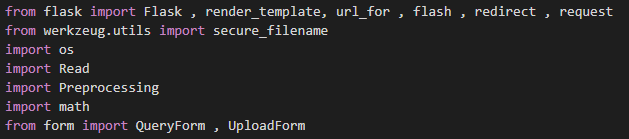 from flask import Flask , render_template, url_for , flash , redirect , request
from werkzeug.utils import secure_filename
import os
import Read
import Preprocessing
import math
from form import QueryForm , UploadForm